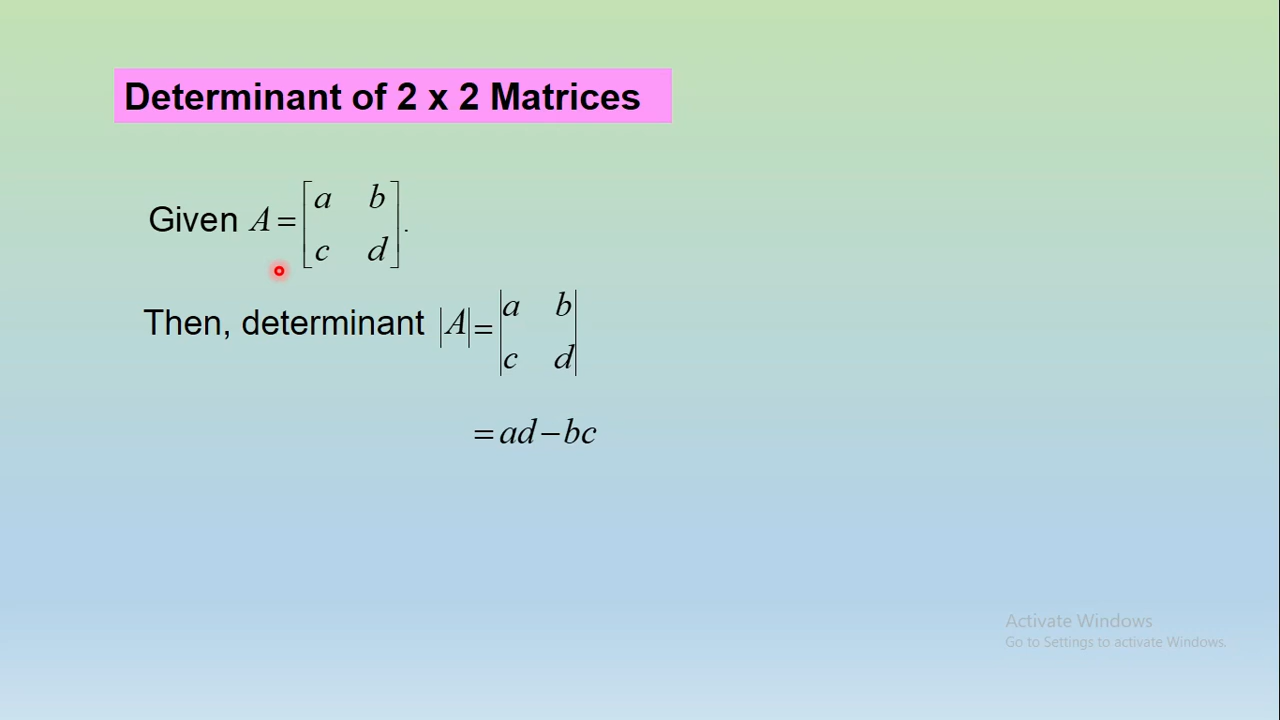 Determinant of 2 x 2 Matrices
Given A = [a b
c d].
Then, determinant |A| = |a b
c d|
= ad − bc
Activate Windows
Go to Settings to activate Windows.